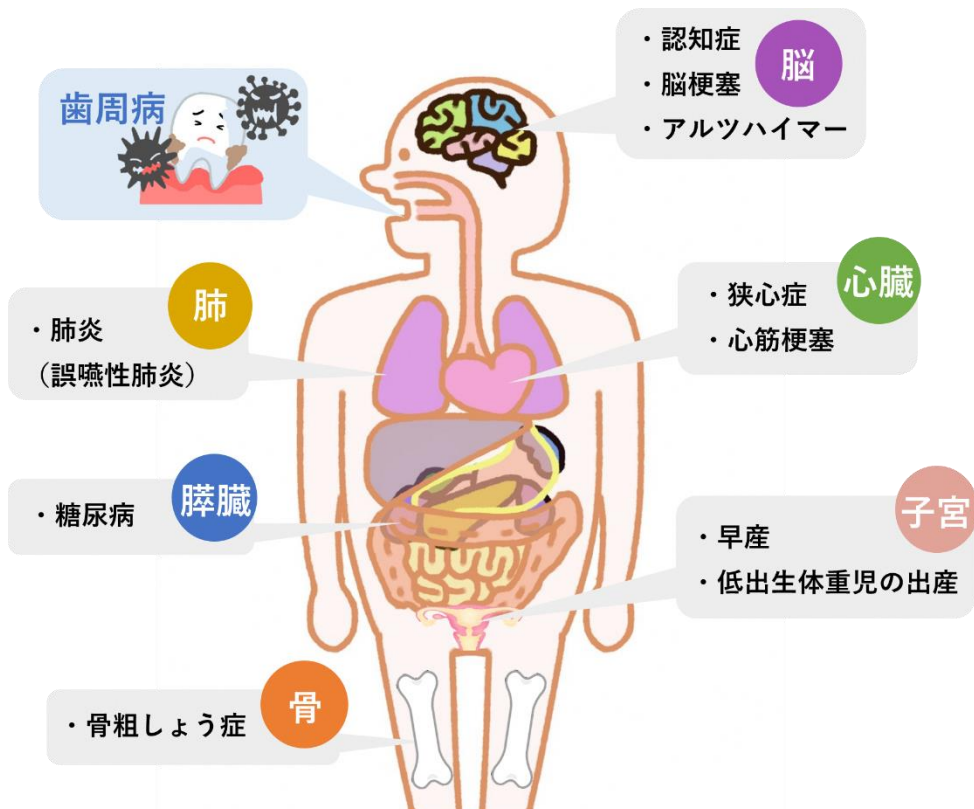 歯周病
脳
・認知症
・脳梗塞
・アルツハイマー
肺
・肺炎
（誤嚥性肺炎）
心臓
・狭心症
・心筋梗塞
膵臓
・糖尿病
子宮
・早産
・低出生体重児の出産
骨
・骨粗しょう症